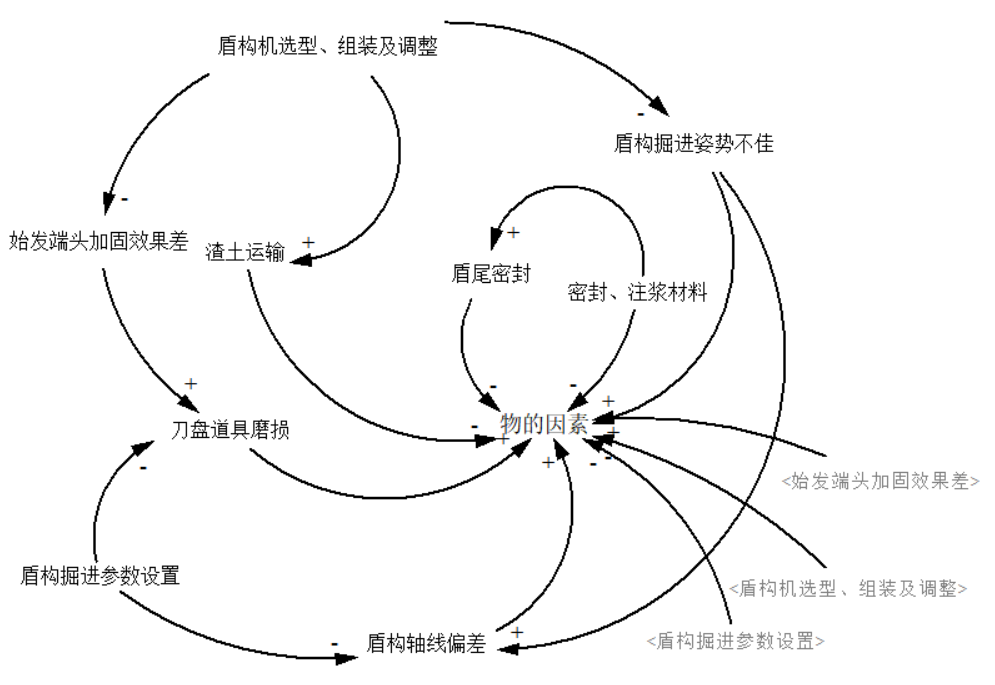 盾构机选型、组装及调整
-
盾构掘进姿势不佳
-
始发端头加固效果差
+
渣土运输
+
盾尾密封
密封、注浆材料
+
刀盘道具磨损
-
-
-
-
+
物的因素
+
+
+
-
-
-
<始发端头加固效果差>
盾构掘进参数设置
<盾构机选型、组装及调整>
-
盾构轴线偏差
+
<盾构掘进参数设置>